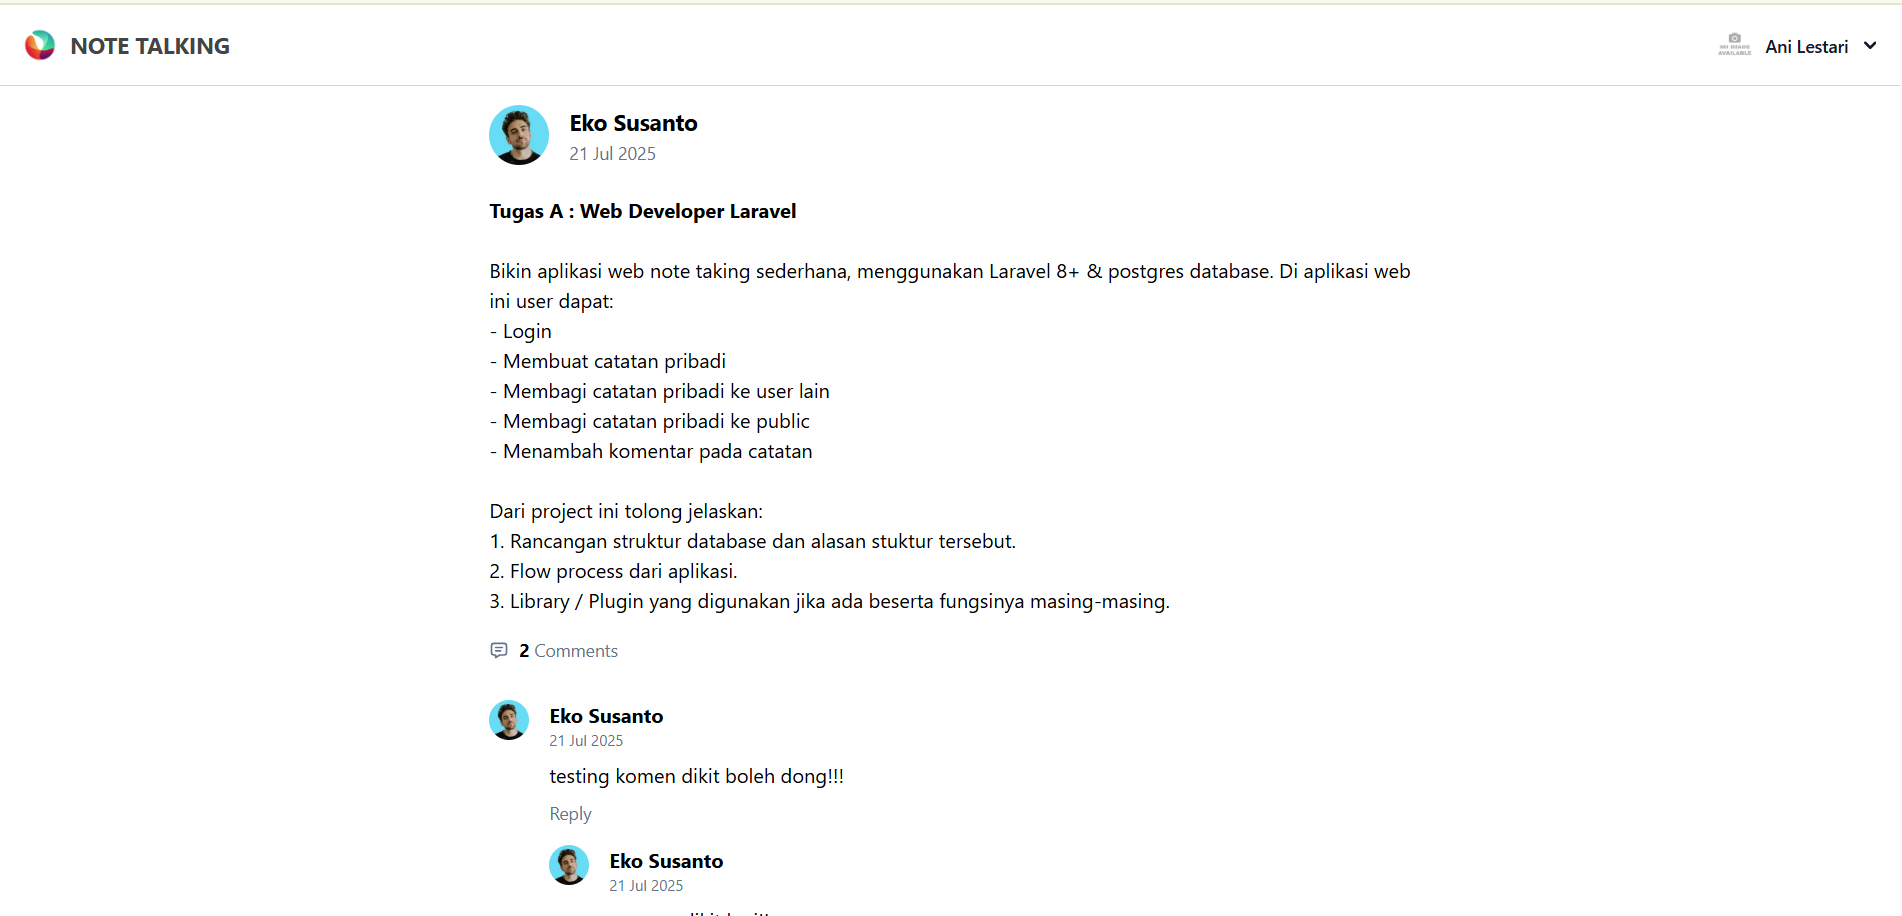 NOTE TALKING
NO IMAGE
AVAILABLE
Ani Lestari
Eko Susanto
21 Jul 2025
Tugas A : Web Developer Laravel
Bikin aplikasi web note taking sederhana, menggunakan Laravel 8+ & postgres database. Di aplikasi web
ini user dapat:
- Login
- Membuat catatan pribadi
- Membagi catatan pribadi ke user lain
- Membagi catatan pribadi ke public
- Menambah komentar pada catatan
Dari project ini tolong jelaskan:
1. Rancangan struktur database dan alasan stuktur tersebut.
2. Flow process dari aplikasi.
3. Library / Plugin yang digunakan jika ada beserta fungsinya masing-masing.
2 Comments
Eko Susanto
21 Jul 2025
testing komen dikit boleh dong!!!
Reply
Eko Susanto
21 Jul 2025